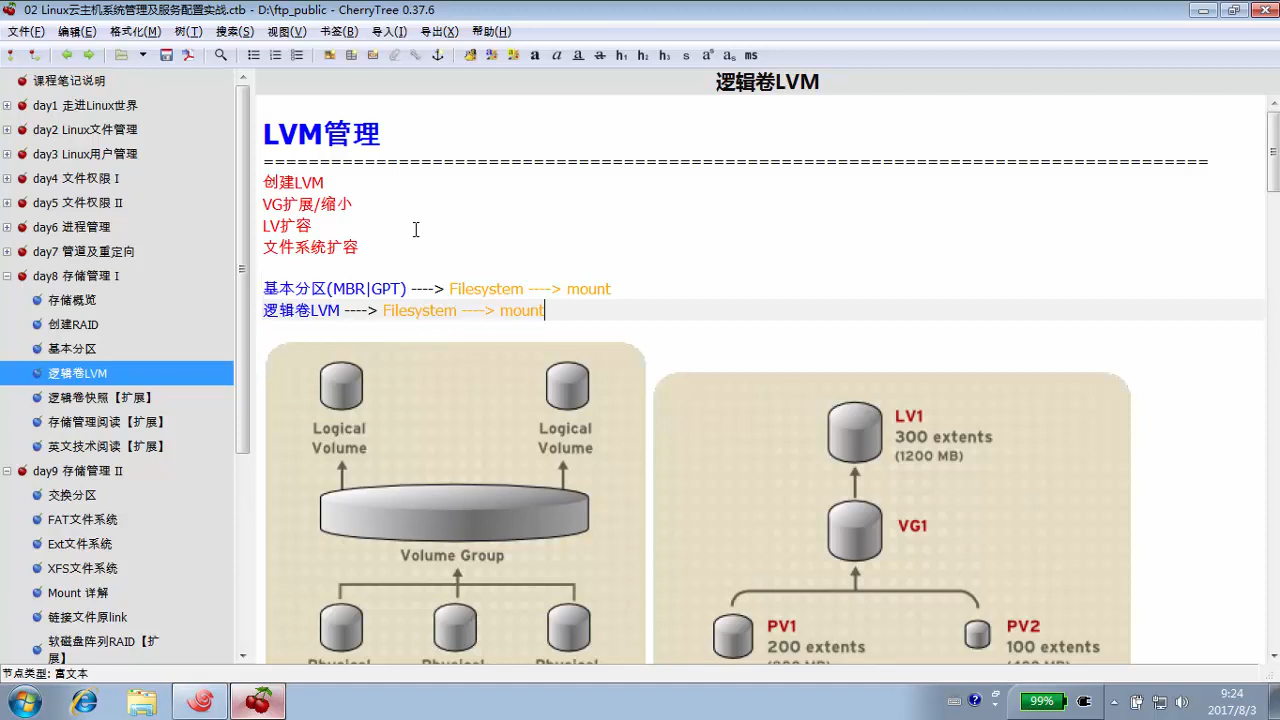 02 Linux云主机系统管理及服务配置实战.ctb - D:\ftp_public - CherryTree 0.37.6
文件(F) 编辑(E) 格式化(M) 树(T) 搜索(S) 视图(V) 书签(B) 导入(I) 导出(X) 帮助(H)
a a a a h1 h2 h3 s a a ms
课程笔记说明
day1 走进Linux世界
day2 Linux文件管理
day3 Linux用户管理
day4 文件权限 I
day5 文件权限 II
day6 进程管理
day7 管道及重定向
day8 存储管理 I
存储概览
创建RAID
基本分区
逻辑卷LVM
逻辑卷快照【扩展】
存储管理阅读【扩展】
英文技术阅读【扩展】
day9 存储管理 II
交换分区
FAT文件系统
Ext文件系统
XFS文件系统
Mount 详解
链接文件原link
软磁盘阵列RAID【扩
展】
逻辑卷LVM
LVM管理
====================================================================================
创建LVM
VG扩展/缩小
LV扩容
文件系统扩容
基本分区(MBR|GPT) ----> Filesystem ----> mount
逻辑卷LVM ----> Filesystem ----> mount
Logical
Volume
Logical
Volume
Volume Group
Physical Physical Physical
LV1
300 extents
(1200 MB)
VG1
PV1
200 extents
PV2
100 extents
节点类型: 富文本
99%
9:24
2017/8/3